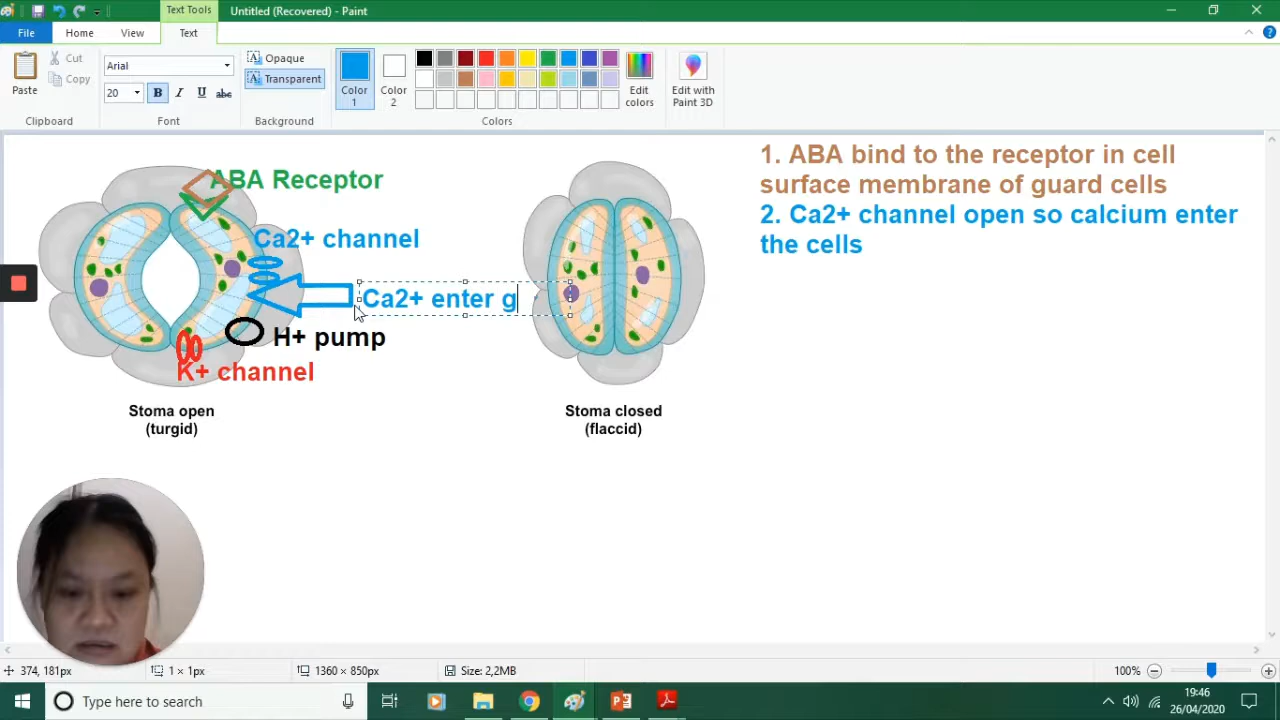 Text Tools
Untitled (Recovered) - Paint
File
Home
View
Text
Paste
Cut
Copy
Clipboard
Arial
20
B I U abc
Font
Opaque
Transparent
Background
Color 1
Color 2
Edit colors
Colors
Edit with Paint 3D
ABA Receptor
Ca2+ channel
Ca2+ enter g
H+ pump
K+ channel
Stoma open
(turgid)
Stoma closed
(flaccid)
1. ABA bind to the receptor in cell
surface membrane of guard cells
2. Ca2+ channel open so calcium enter
the cells
374, 181px
1 × 1px
1360 × 850px
Size: 2,2MB
100%
Type here to search
19:46
26/04/2020